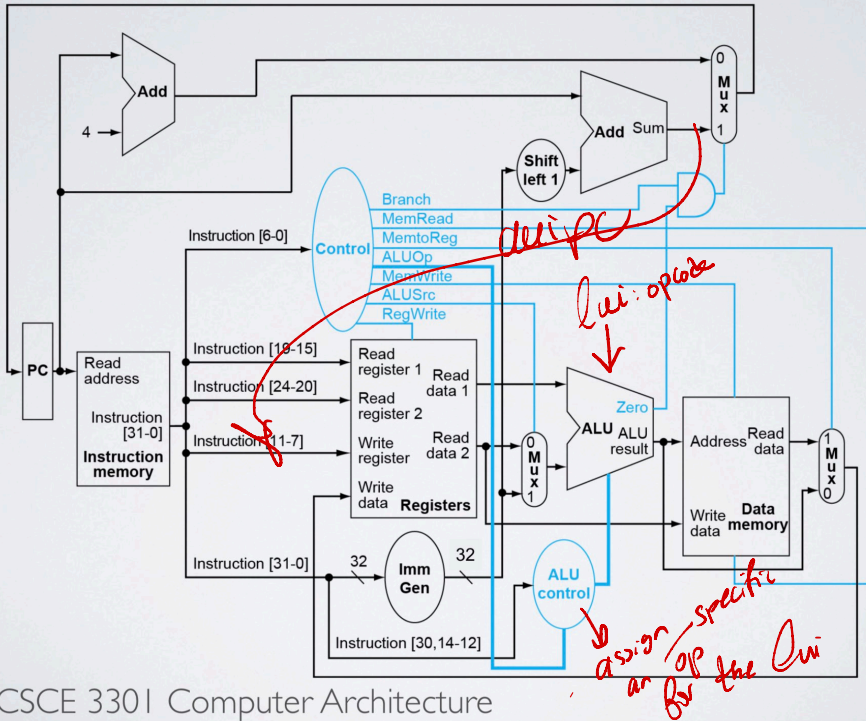 0
Mux
1
Add
4
Add Sum
Shift
left 1
Branch
MemRead
MemtoReg
ALUOp
MemWrite
ALUSrc
RegWrite
Control
Instruction [6-0]
auipc
lui: opcode
PC
Read
address
Instruction
[31-0]
Instruction
memory
Instruction [19-15]
Instruction [24-20]
Instruction [11-7]
Read
register 1
Read
data 1
Read
register 2
Write
register
Read
data 2
Write
data
Registers
0
Mux
1
Zero
ALU ALU
result
Address Read
data
Write
data
Data
memory
1
Mux
0
Instruction [31-0]
32
Imm
Gen
32
ALU
control
Instruction [30,14-12]
assign
an op specific
for the lui
CSCE 3301 Computer Architecture